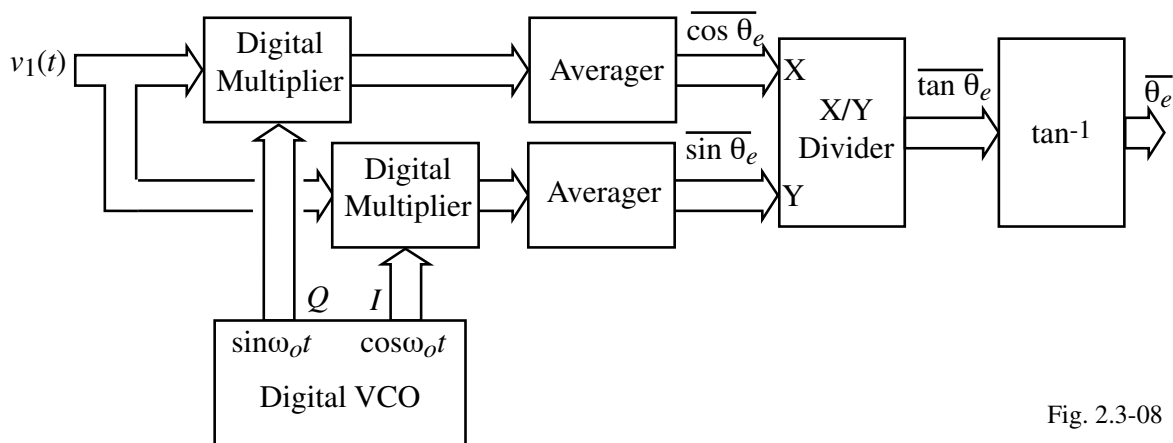 v1(t)
Digital
Multiplier
Averager
cos θe
X
X/Y
Divider
tan θe
tan-1
θe
Digital
Multiplier
Averager
sin θe
Y
Q
I
sinωot
cosωot
Digital VCO
Fig. 2.3-08